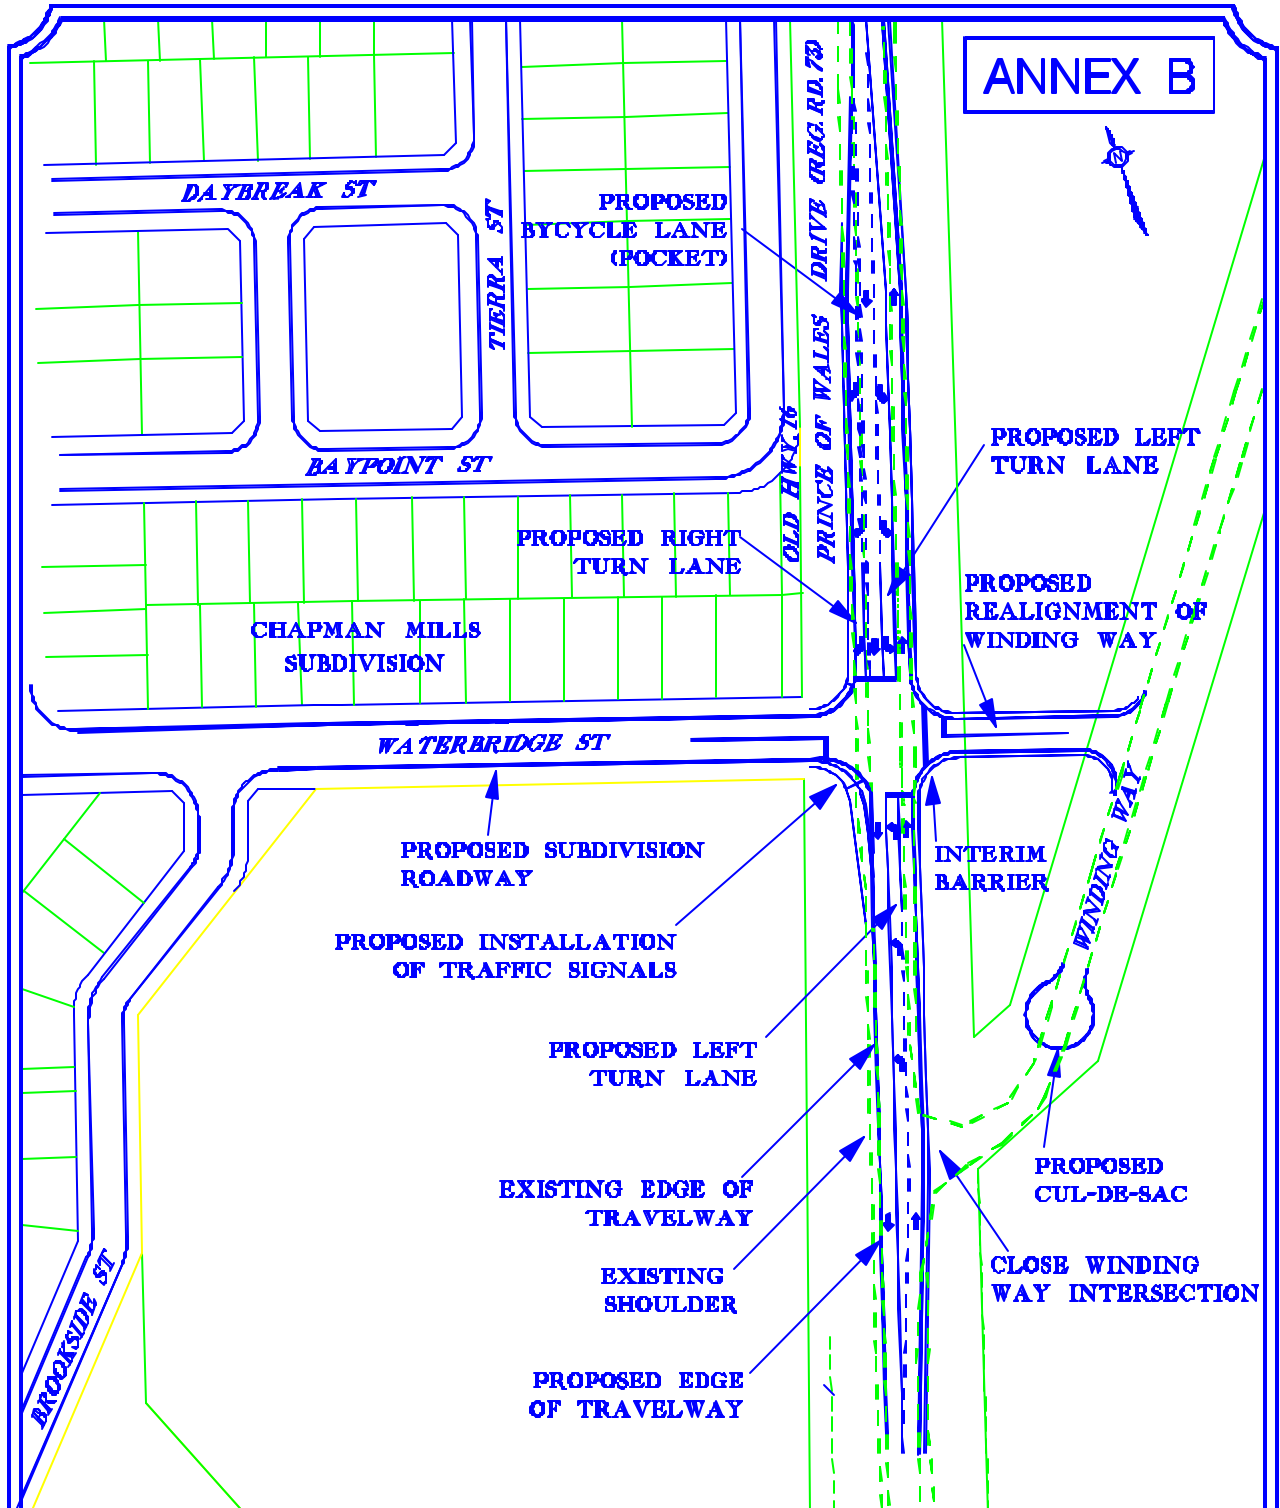 ANNEX B
DAYBREAK ST
TIERRA ST
PROPOSED
BYCYCLE LANE
(POCKET)
OLD HWY. 16
PRINCE OF WALES DRIVE (REG. RD. 73)
BAYPOINT ST
PROPOSED LEFT
TURN LANE
PROPOSED RIGHT
TURN LANE
PROPOSED
REALIGNMENT OF
WINDING WAY
CHAPMAN MILLS
SUBDIVISION
WATERBRIDGE ST
WINDING WAY
PROPOSED SUBDIVISION
ROADWAY
INTERIM
BARRIER
PROPOSED INSTALLATION
OF TRAFFIC SIGNALS
PROPOSED LEFT
TURN LANE
PROPOSED
CUL-DE-SAC
EXISTING EDGE OF
TRAVELWAY
CLOSE WINDING
WAY INTERSECTION
EXISTING
SHOULDER
BROOKSIDE ST
PROPOSED EDGE
OF TRAVELWAY